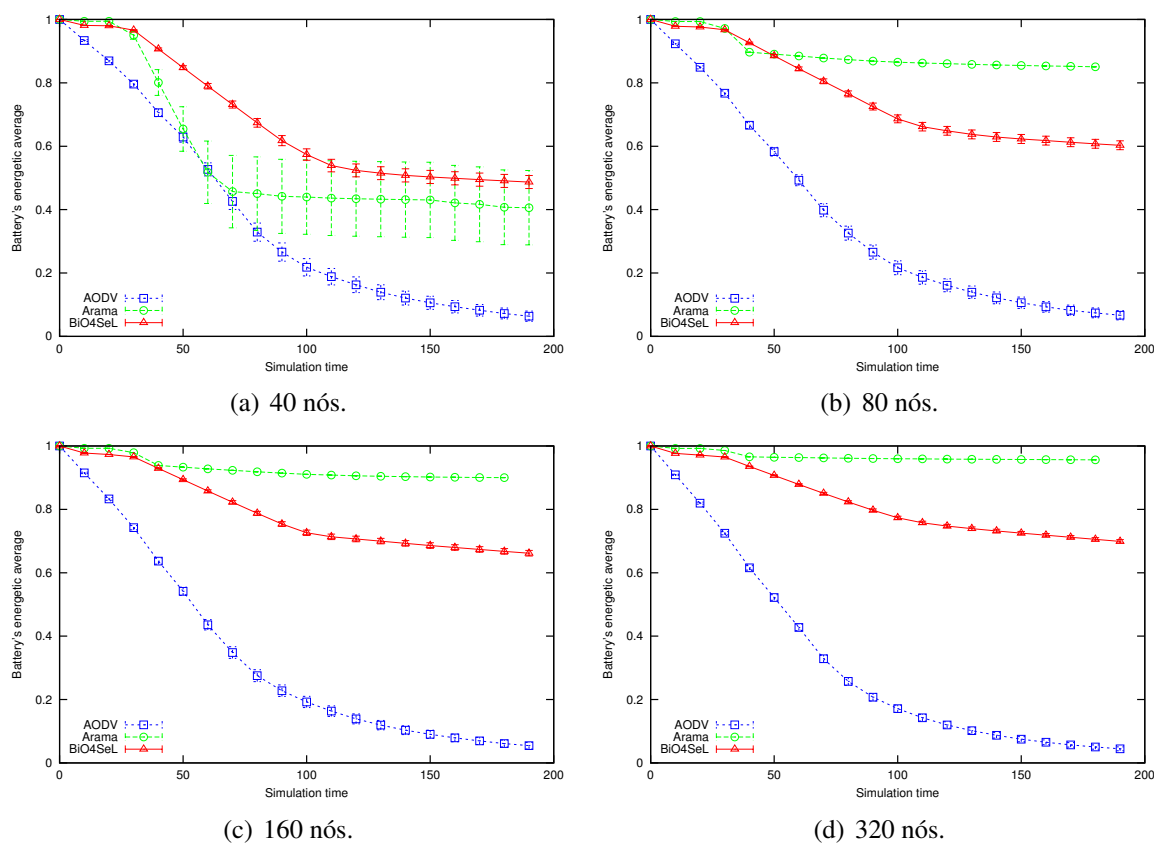 1
0.8
0.6
0.4
0.2
0
Battery's energetic average
AODV
Arama
BiO4SeL
0 50 100 150 200
Simulation time
(a) 40 nós.
1
0.8
0.6
0.4
0.2
0
Battery's energetic average
AODV
Arama
BiO4SeL
0 50 100 150 200
Simulation time
(b) 80 nós.
1
0.8
0.6
0.4
0.2
0
Battery's energetic average
AODV
Arama
BiO4SeL
0 50 100 150 200
Simulation time
(c) 160 nós.
1
0.8
0.6
0.4
0.2
0
Battery's energetic average
AODV
Arama
BiO4SeL
0 50 100 150 200
Simulation time
(d) 320 nós.